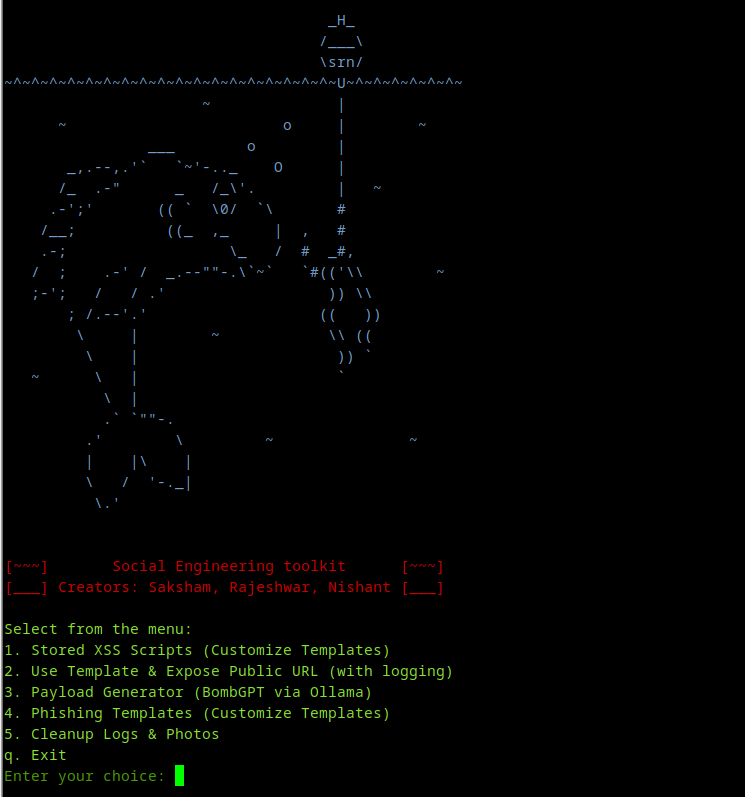 srn
[~~~] Social Engineering toolkit [~~~]
[___] Creators: Saksham, Rajeshwar, Nishant [___]
Select from the menu:
1. Stored XSS Scripts (Customize Templates)
2. Use Template & Expose Public URL (with logging)
3. Payload Generator (BombGPT via Ollama)
4. Phishing Templates (Customize Templates)
5. Cleanup Logs & Photos
q. Exit
Enter your choice: